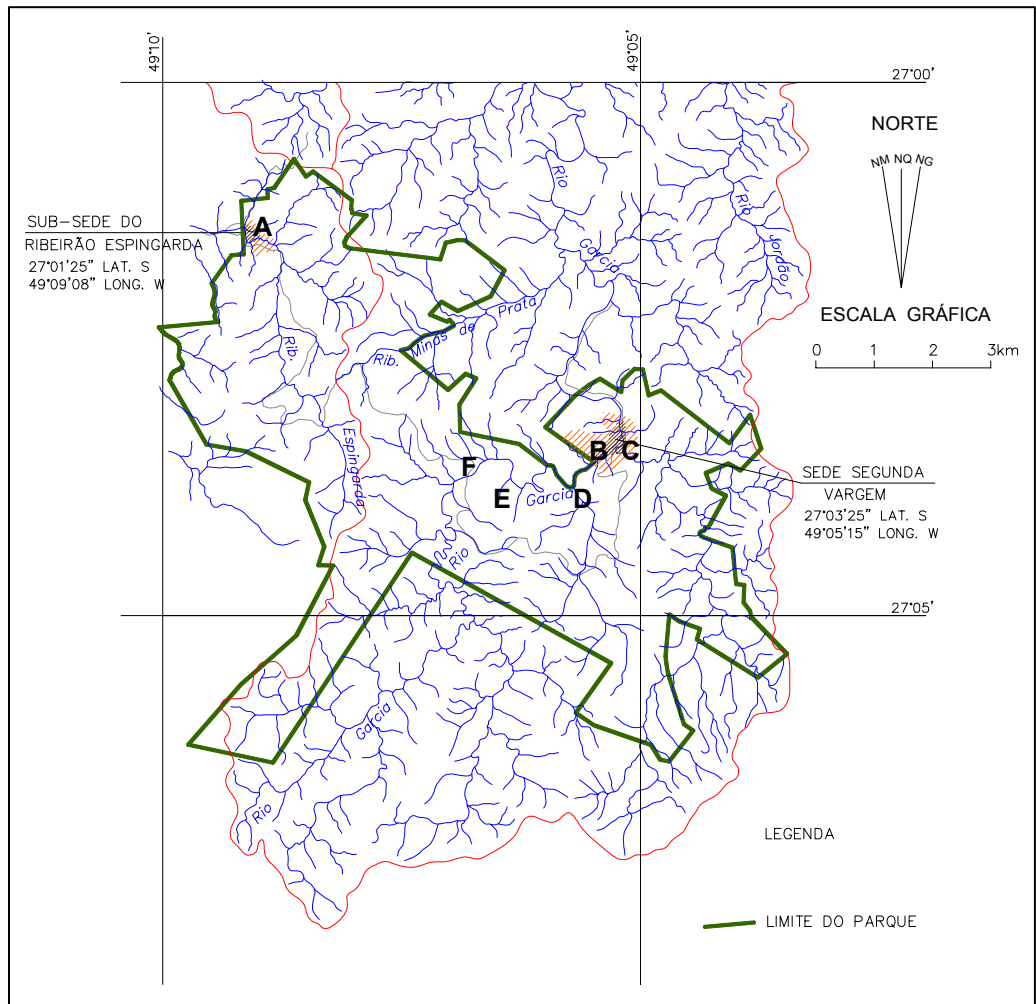 49°10'
49°05'
27°00'
NORTE
NM NQ NG
ESCALA GRÁFICA
0 1 2 3km
Rio
Garcia
Rio
Jordão
SUB-SEDE DO
RIBEIRÃO ESPINGARDA
27°01'25" LAT. S
49°09'08" LONG. W
A
Rib.
Espingarda
Rib. Minas de Prata
B
C
SEDE SEGUNDA
VARGEM
27°03'25" LAT. S
49°05'15" LONG. W
F
E
Garcia
D
Rio
27°05'
Garcia
Rio
LEGENDA
LIMITE DO PARQUE